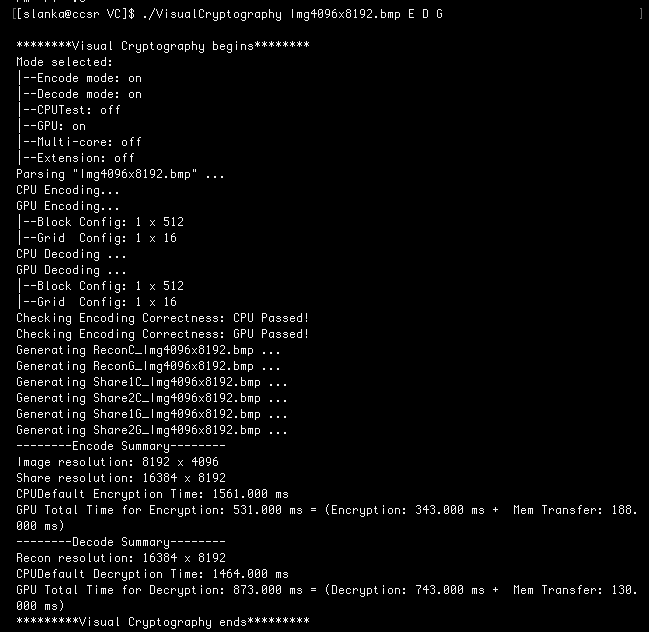 [[slanka@ccsr VC]$ ./VisualCryptography Img4096x8192.bmp E D G ]
********Visual Cryptography begins********
Mode selected:
|--Encode mode: on
|--Decode mode: on
|--CPUTest: off
|--GPU: on
|--Multi-core: off
|--Extension: off
Parsing "Img4096x8192.bmp" ...
CPU Encoding...
GPU Encoding...
|--Block Config: 1 x 512
|--Grid  Config: 1 x 16
CPU Decoding ...
GPU Decoding ...
|--Block Config: 1 x 512
|--Grid  Config: 1 x 16
Checking Encoding Correctness: CPU Passed!
Checking Encoding Correctness: GPU Passed!
Generating ReconC_Img4096x8192.bmp ...
Generating ReconG_Img4096x8192.bmp ...
Generating Share1C_Img4096x8192.bmp ...
Generating Share2C_Img4096x8192.bmp ...
Generating Share1G_Img4096x8192.bmp ...
Generating Share2G_Img4096x8192.bmp ...
--------Encode Summary--------
Image resolution: 8192 x 4096
Share resolution: 16384 x 8192
CPUDefault Encryption Time: 1561.000 ms
GPU Total Time for Encryption: 531.000 ms = (Encryption: 343.000 ms +  Mem Transfer: 188.
000 ms)
--------Decode Summary--------
Recon resolution: 16384 x 8192
CPUDefault Decryption Time: 1464.000 ms
GPU Total Time for Decryption: 873.000 ms = (Decryption: 743.000 ms +  Mem Transfer: 130.
000 ms)
*********Visual Cryptography ends*********